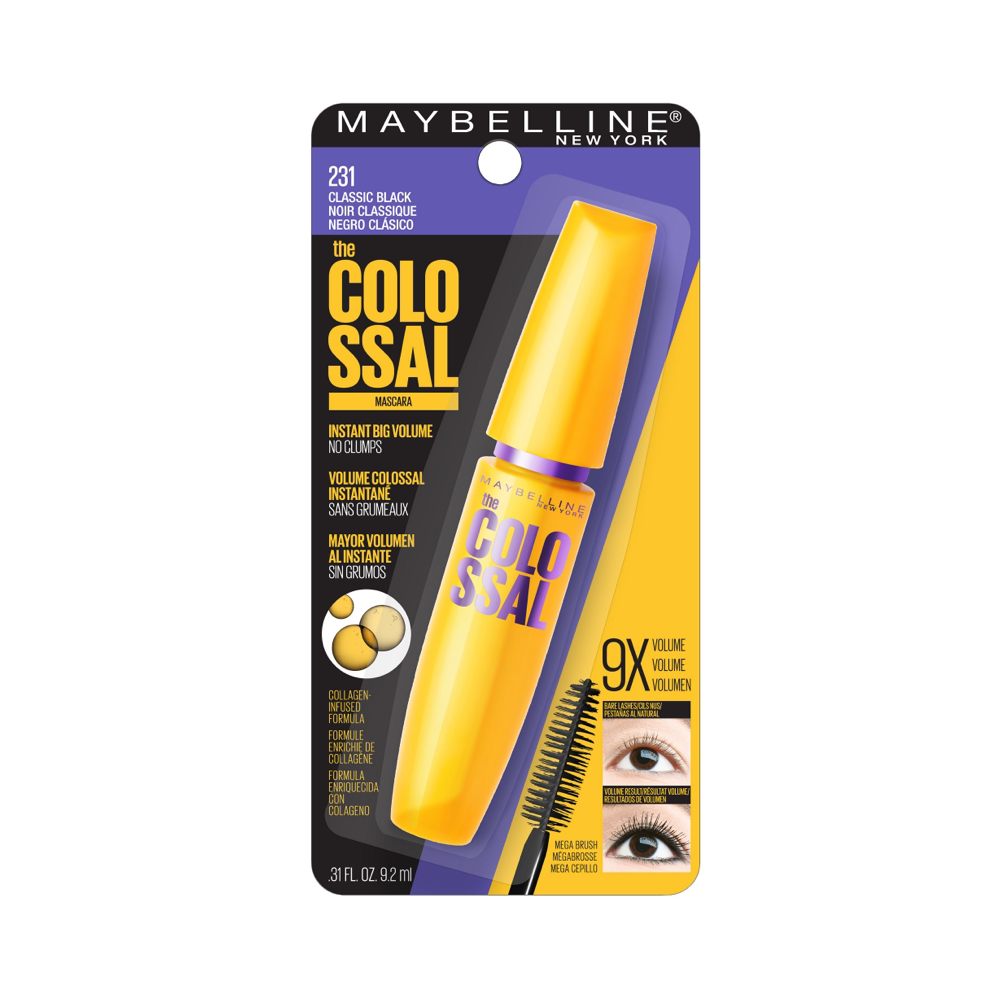 MAYBELLINE®
NEW YORK
231
CLASSIC BLACK
NOIR CLASSIQUE
NEGRO CLÁSICO
the
COLO
SSAL
MASCARA
INSTANT BIG VOLUME
NO CLUMPS
VOLUME COLOSSAL
INSTANTANÉ
SANS GRUMEAUX
MAYOR VOLUMEN
AL INSTANTE
SIN GRUMOS
COLLAGEN-
INFUSED
FORMULA
FORMULE
ENRICHIE DE
COLLAGÈNE
FORMULA
ENRIQUECIDA
CON
COLAGENO
.31 FL. OZ. 9.2 ml
MAYBELLINE
NEW YORK
the
COLO
SSAL
9X
VOLUME
VOLUME
VOLUMEN
BARE LASHES/CILS NUS/
PESTAÑAS AL NATURAL
VOLUME RESULT/RÉSULTAT VOLUME/
RESULTADOS DE VOLUMEN
MEGA BRUSH
MÉGABROSSE
MEGA CEPILLO